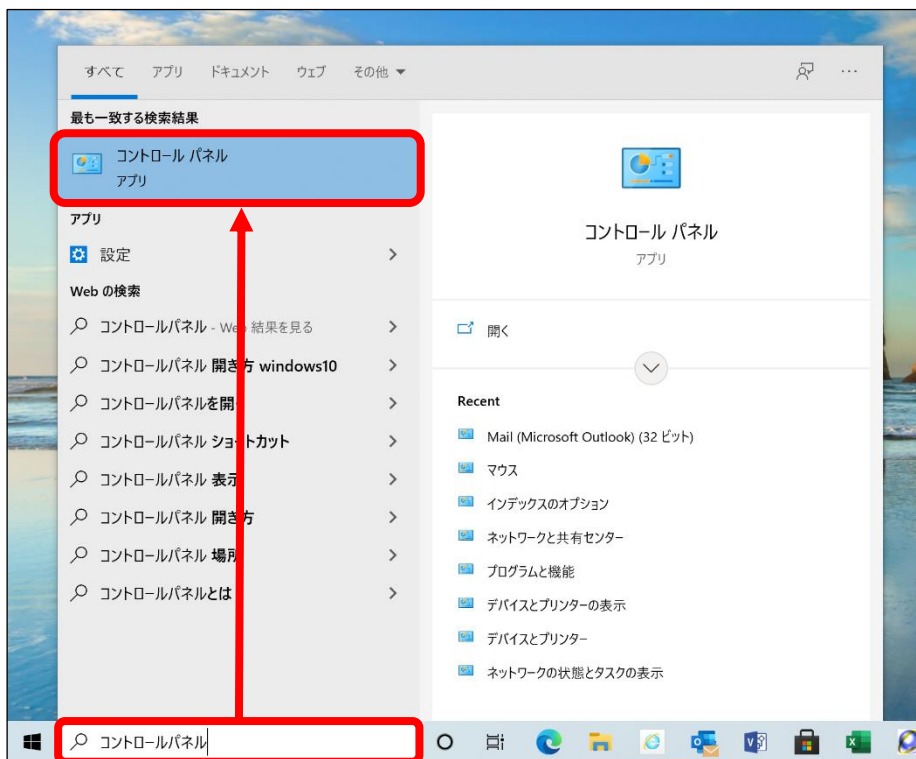 すべて アプリ ドキュメント ウェブ その他
最も一致する検索結果
コントロール パネル
アプリ
アプリ
設定
Web の検索
コントロールパネル - Web 結果を見る
コントロールパネル 開き方 windows10
コントロールパネルを開
コントロールパネル ショートカット
コントロールパネル 表示
コントロールパネル 開き方
コントロールパネル 場所
コントロールパネルとは
コントロール パネル
アプリ
開く
Recent
Mail (Microsoft Outlook) (32 ビット)
マウス
インデックスのオプション
ネットワークと共有センター
プログラムと機能
デバイスとプリンターの表示
デバイスとプリンター
ネットワークの状態とタスクの表示
コントロールパネル